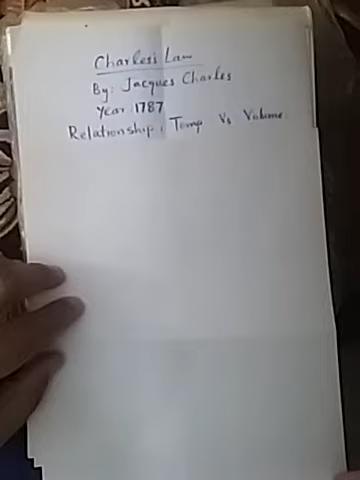 Charles's Law
By: Jacques Charles
Year: 1787
Relationship: Temp Vs Volume